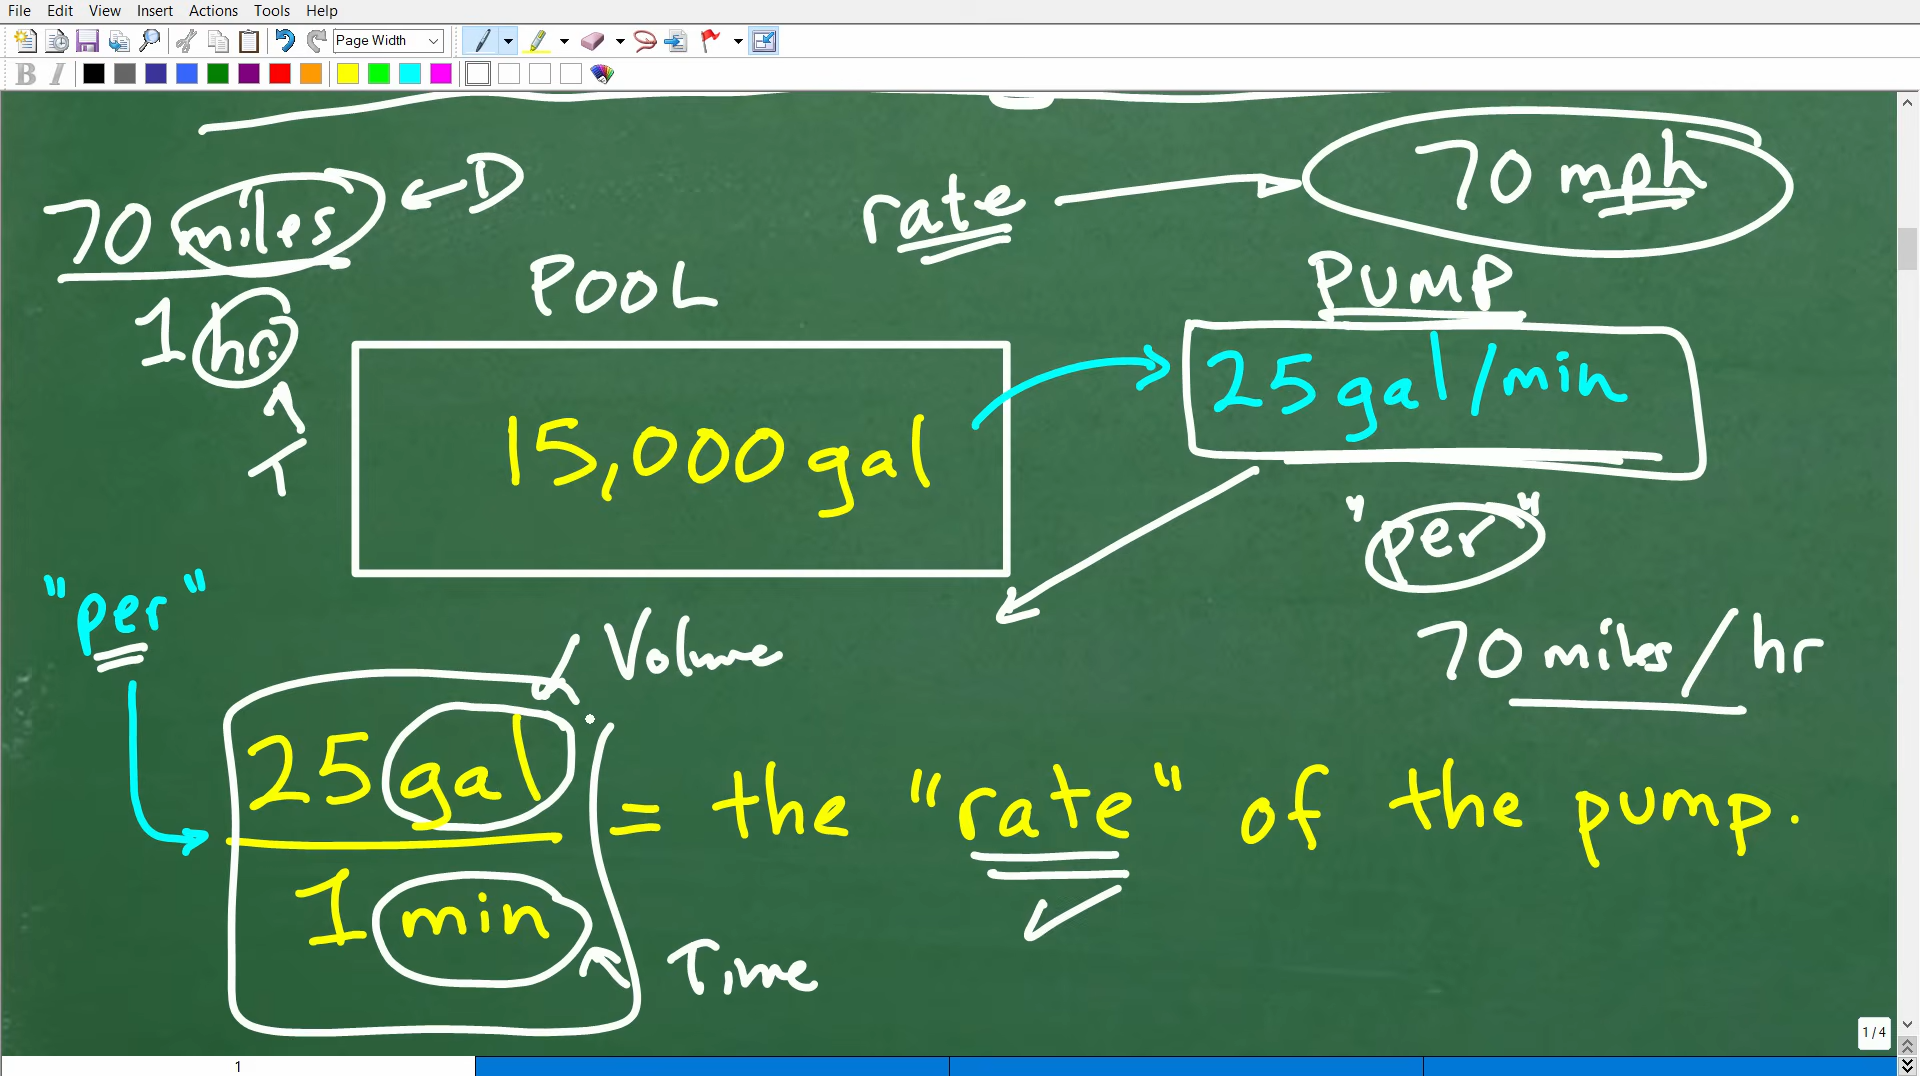 File Edit View Insert Actions Tools Help
Page Width
B I
70 miles ← D
1 hr.
T
rate → 70 mph
POOL
15,000 gal
PUMP
25 gal/min
"per"
70 miles/hr
"per"
Volume
25 gal
1 min
= the "rate" of the pump.
Time
1 / 4
1